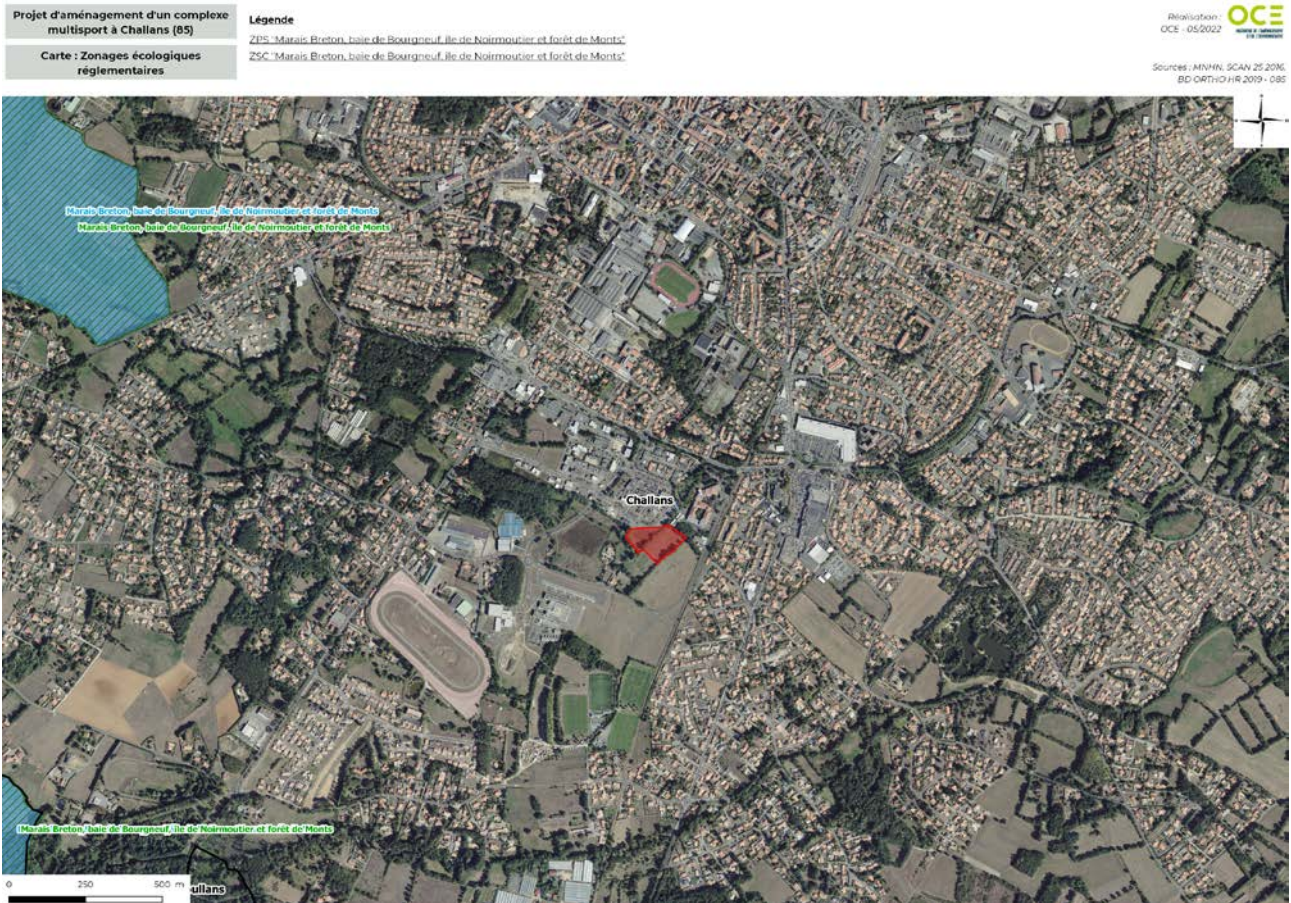 Projet d'aménagement d'un complexe
multisport à Challans (85)
Carte : Zonages écologiques
réglementaires
Légende
ZPS "Marais Breton, baie de Bourgneuf, île de Noirmoutier et forêt de Monts"
ZSC "Marais Breton, baie de Bourgneuf, île de Noirmoutier et forêt de Monts"
Réalisation :
OCE - 05/2022
OCE
Sources : MNHN, SCAN 25 2016,
BD ORTHO HR 2019 - 085
Marais Breton, baie de Bourgneuf, île de Noirmoutier et forêt de Monts
Marais Breton, baie de Bourgneuf, île de Noirmoutier et forêt de Monts
Challans
Marais Breton, baie de Bourgneuf, île de Noirmoutier et forêt de Monts
0 250 500 m
oullans